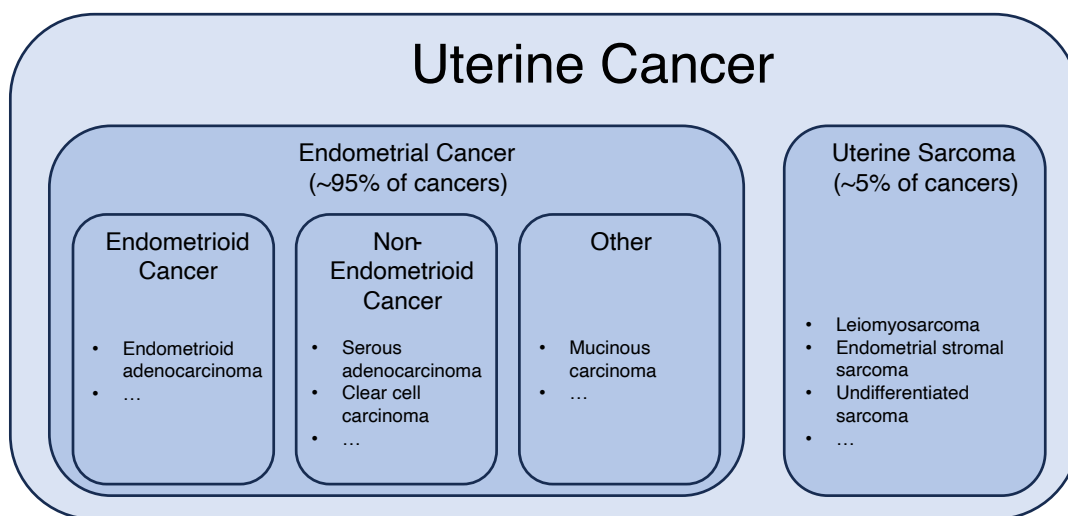 Uterine Cancer
Endometrial Cancer
(~95% of cancers)
Endometrioid
Cancer
• Endometrioid
adenocarcinoma
• …
Non-
Endometrioid
Cancer
• Serous
adenocarcinoma
• Clear cell
carcinoma
• …
Other
• Mucinous
carcinoma
• …
Uterine Sarcoma
(~5% of cancers)
• Leiomyosarcoma
• Endometrial stromal
sarcoma
• Undifferentiated
sarcoma
• …